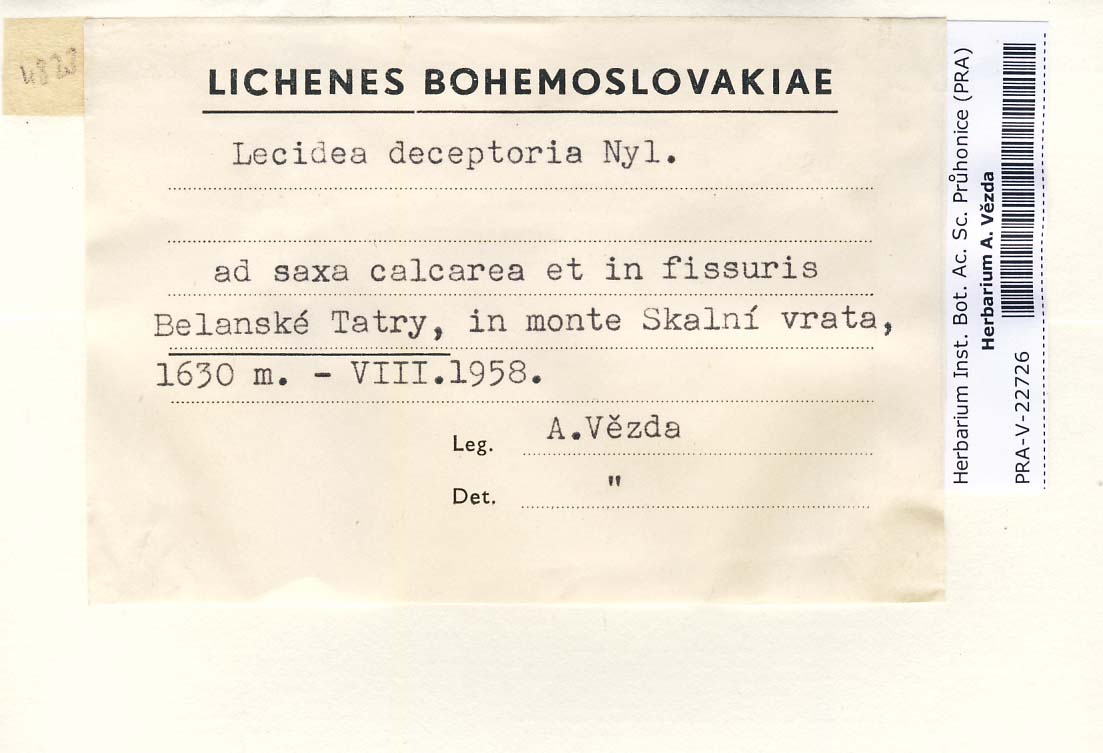 LICHENES BOHEMOSLOVAKIAE
Lecidea deceptoria Nyl.
ad saxa calcarea et in fissuris
Belanské Tatry, in monte Skalní vrata,
1630 m. - VIII.1958.
Leg. A.Vězda
Det. "
Herbarium Inst. Bot. Ac. Sc. Průhonice (PRA)
Herbarium A. Vězda
PRA-V-22726